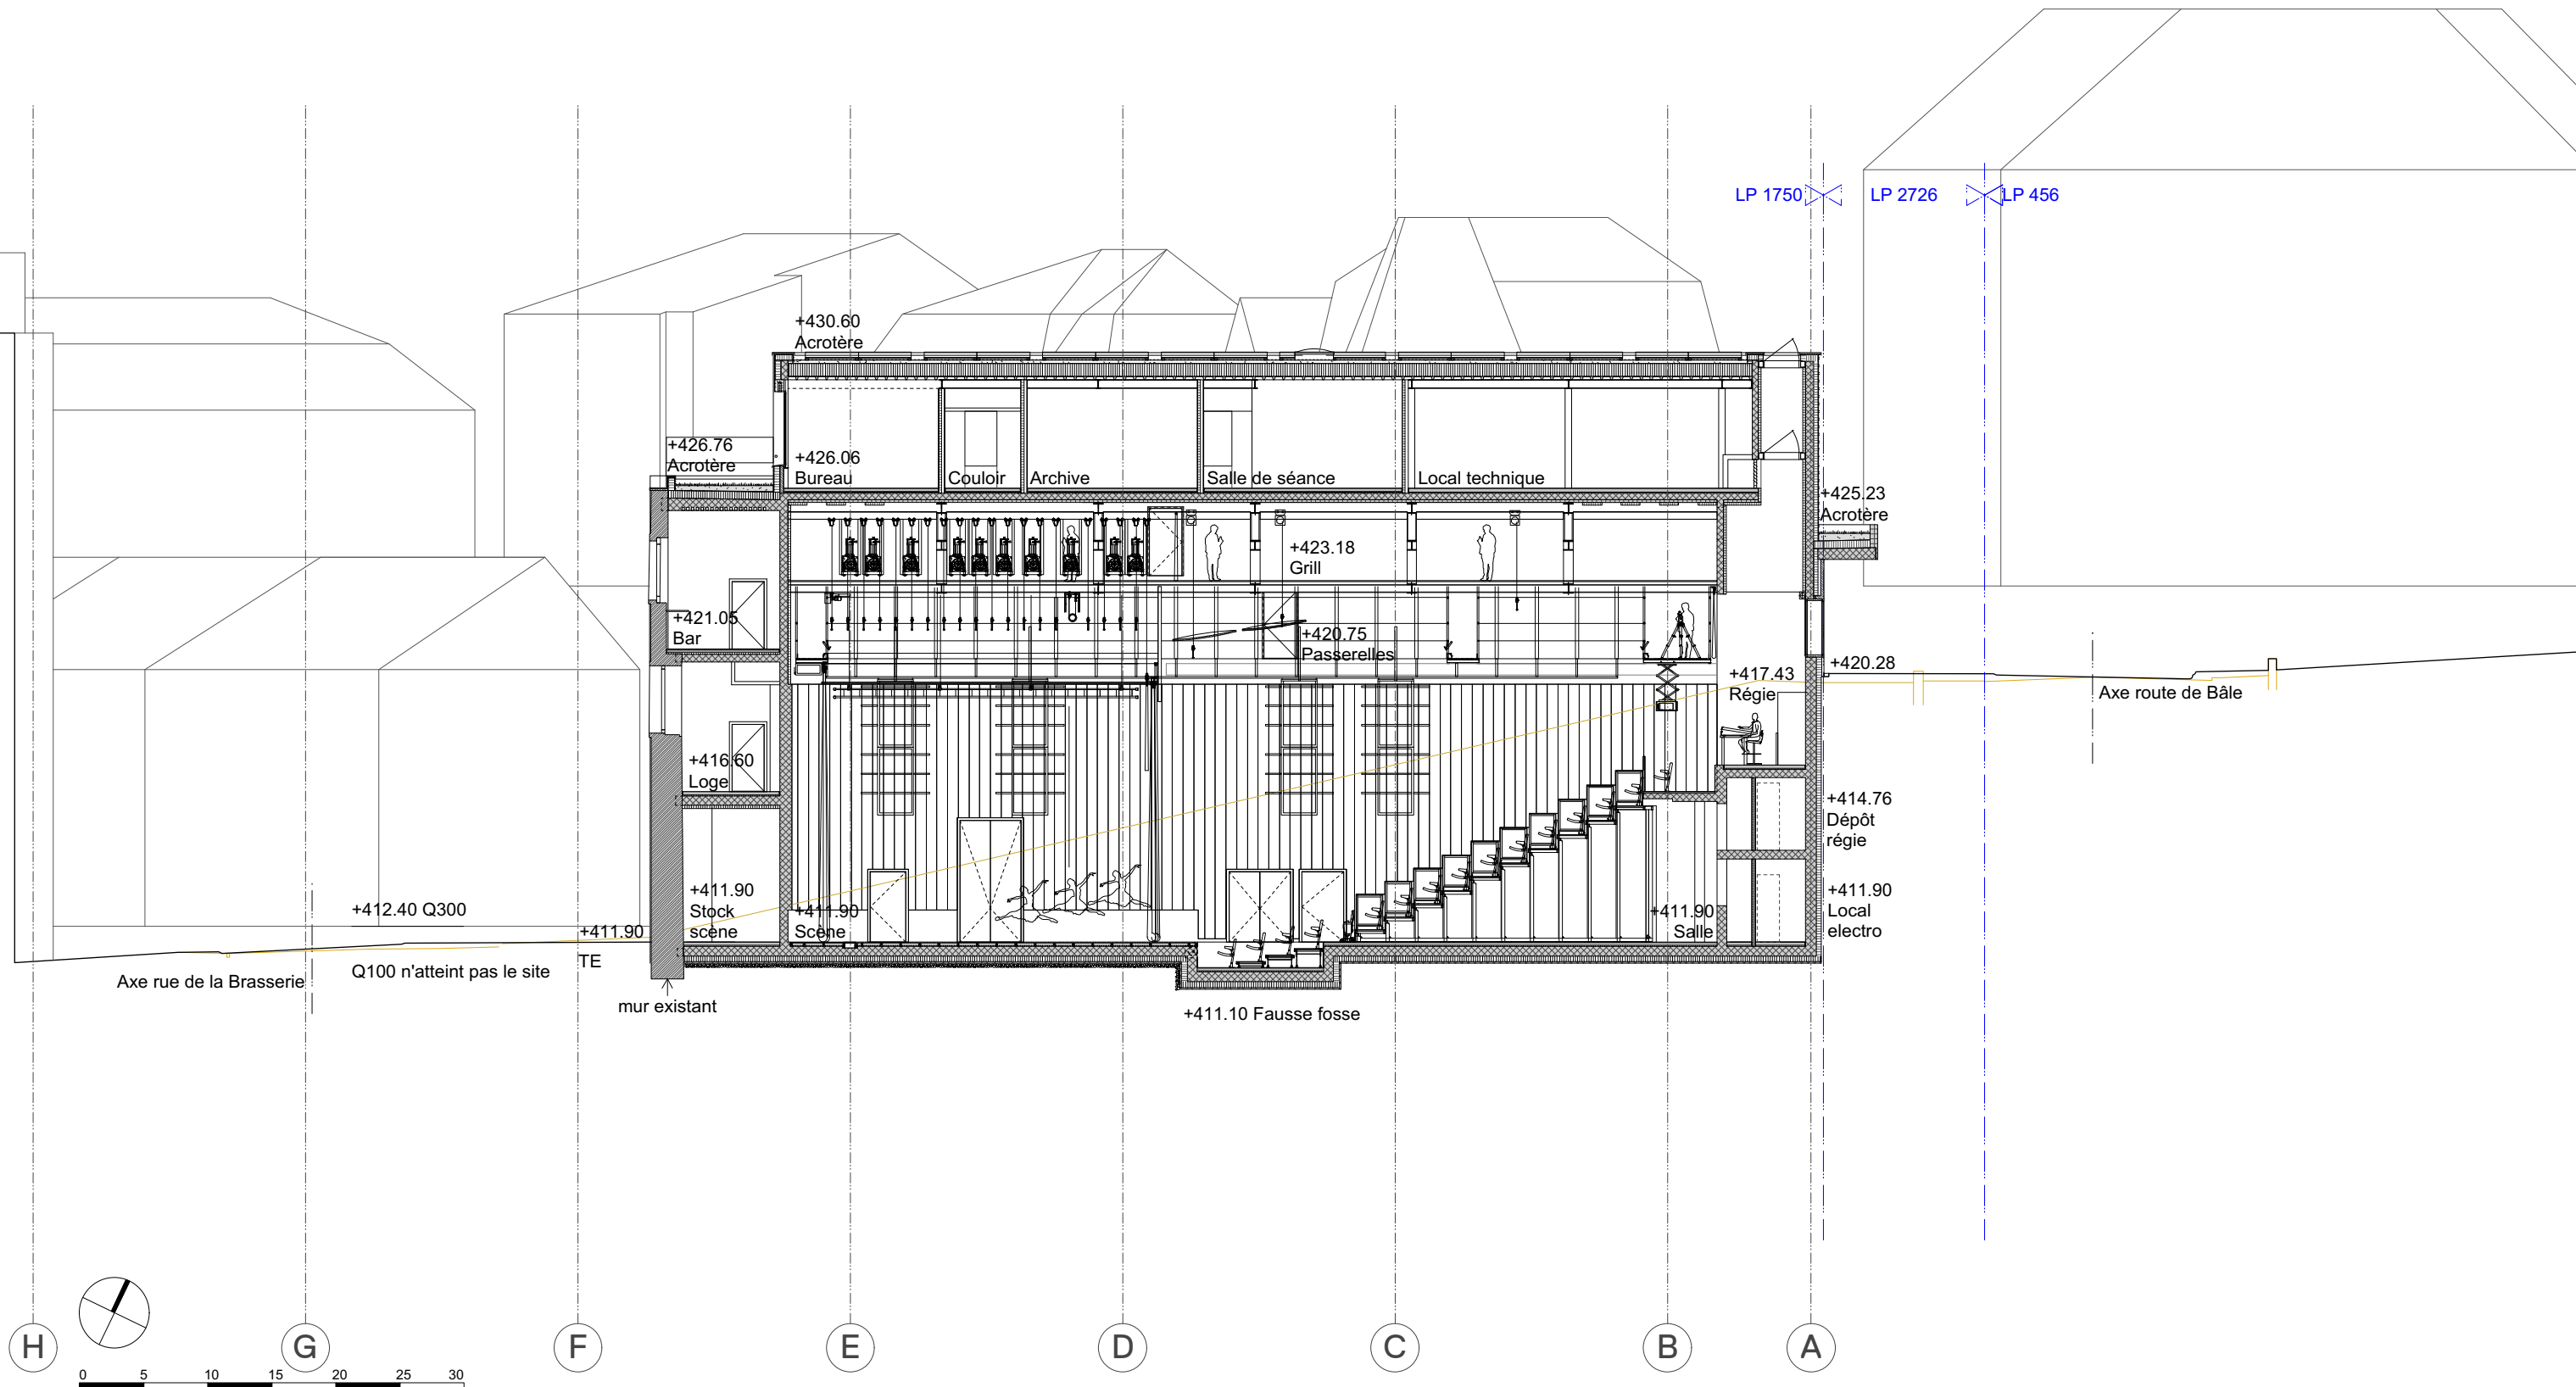 LP 1750
LP 2726
LP 456
+430.60
Acrotère
+426.76
Acrotère
+426.06
Bureau
Couloir
Archive
Salle de séance
Local technique
+425.23
Acrotère
+423.18
Grill
+421.05
Bar
+420.75
Passerelles
+417.43
Régie
+420.28
Axe route de Bâle
+416.60
Loge
+414.76
Dépôt
régie
+411.90
Stock
scène
+411.90
Scène
+411.90
Salle
+411.90
Local
electro
+412.40 Q300
+411.90
TE
Axe rue de la Brasserie
Q100 n'atteint pas le site
mur existant
+411.10 Fausse fosse
H
G
F
E
D
C
B
A
0 5 10 15 20 25 30